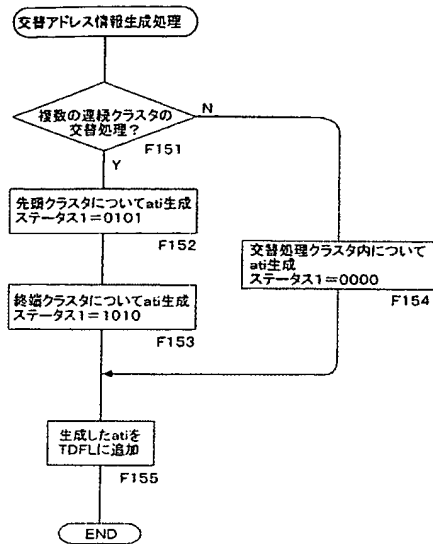 交替アドレス情報生成処理
複数の連続クラスタの
交替処理?
N
F151
Y
先頭クラスタについてati生成
ステータス1=0101
F152
交替処理クラスタ内について
ati生成
ステータス1=0000
F154
終端クラスタについてati生成
ステータス1=1010
F153
生成したatiを
TDFLに追加
F155
END